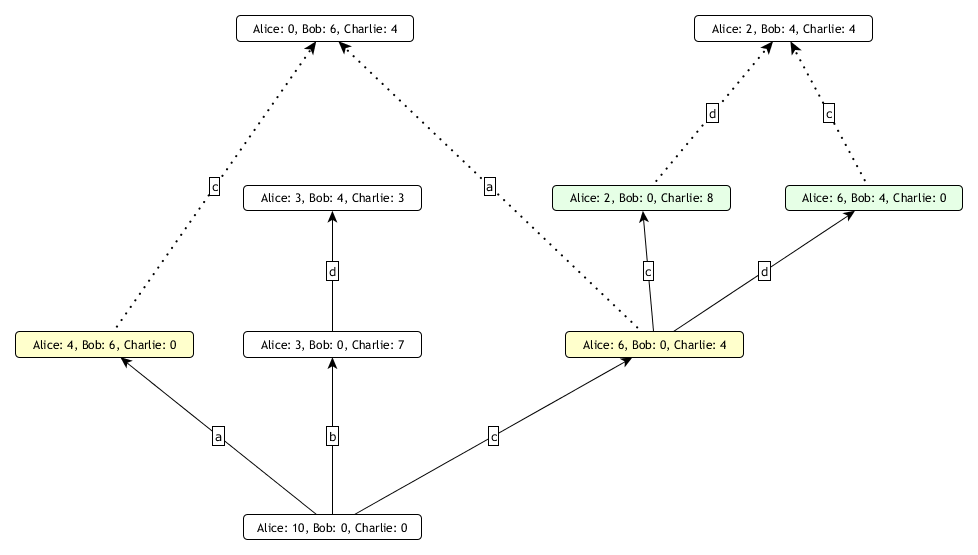 Alice: 0, Bob: 6, Charlie: 4
Alice: 2, Bob: 4, Charlie: 4
d
c
c
a
Alice: 3, Bob: 4, Charlie: 3
Alice: 2, Bob: 0, Charlie: 8
Alice: 6, Bob: 4, Charlie: 0
d
c
d
Alice: 4, Bob: 6, Charlie: 0
Alice: 3, Bob: 0, Charlie: 7
Alice: 6, Bob: 0, Charlie: 4
a
b
c
Alice: 10, Bob: 0, Charlie: 0